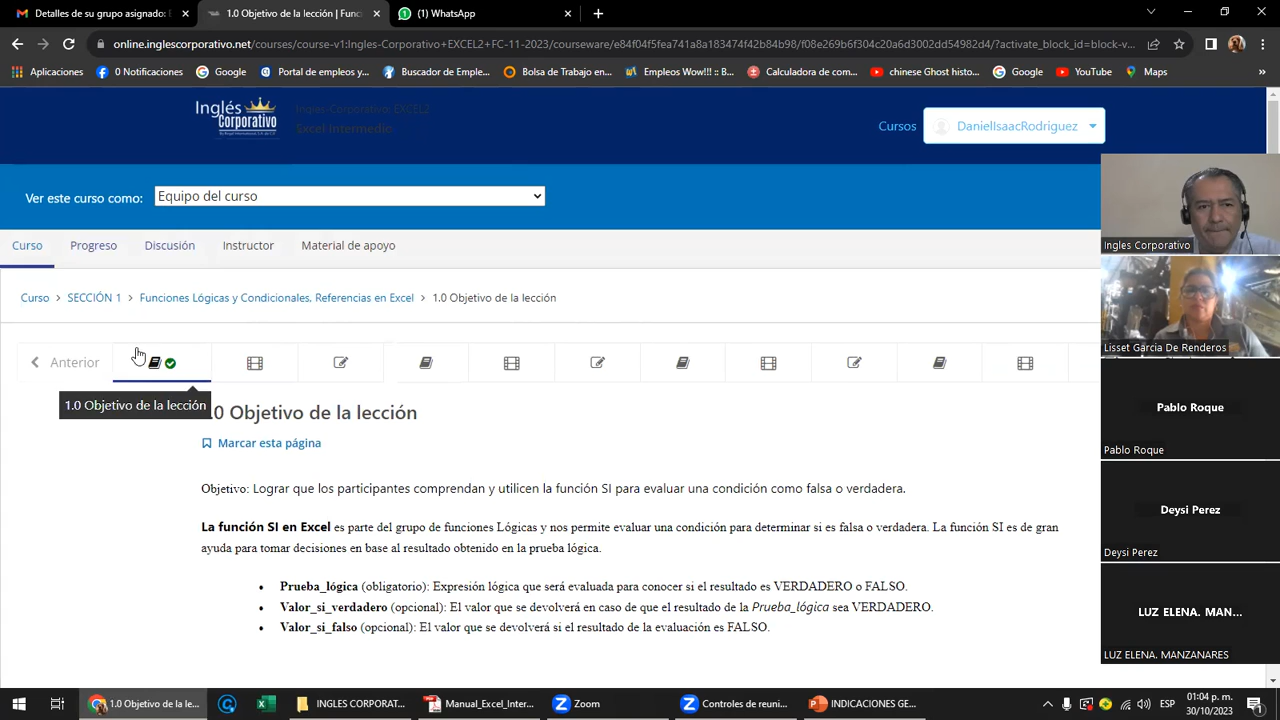 Detalles de su grupo asignado: E
1.0 Objetivo de la lección | Func
(1) WhatsApp
online.inglescorporativo.net/courses/course-v1:Ingles-Corporativo+EXCEL2+FC-11-2023/courseware/e84f04f5fea741a8a183474f42b84b98/f08e269b6f304c20a6d3002dd54982d4/?activate_block_id=block-v...
Aplicaciones
0 Notificaciones
Google
Portal de empleos y...
Buscador de Emple...
Bolsa de Trabajo en...
Empleos Wow!!! :: B...
Calculadora de com...
chinese Ghost histo...
Google
YouTube
Maps
»
Inglés Corporativo
Ingles-Corporativo: EXCEL2
Excel Intermedio
Cursos
DanielIsaacRodriguez
Ver este curso como:
Equipo del curso
Curso
Progreso
Discusión
Instructor
Material de apoyo
Curso > SECCIÓN 1 > Funciones Lógicas y Condicionales. Referencias en Excel > 1.0 Objetivo de la lección
Anterior
1.0 Objetivo de la lección
1.0 Objetivo de la lección
Marcar esta página
Objetivo: Lograr que los participantes comprendan y utilicen la función SI para evaluar una condición como falsa o verdadera.
La función SI en Excel es parte del grupo de funciones Lógicas y nos permite evaluar una condición para determinar si es falsa o verdadera. La función SI es de gran
ayuda para tomar decisiones en base al resultado obtenido en la prueba lógica.
• Prueba_lógica (obligatorio): Expresión lógica que será evaluada para conocer si el resultado es VERDADERO o FALSO.
• Valor_si_verdadero (opcional): El valor que se devolverá en caso de que el resultado de la Prueba_lógica sea VERDADERO.
• Valor_si_falso (opcional): El valor que se devolverá si el resultado de la evaluación es FALSO.
Ingles Corporativo
Lisset Garcia De Renderos
Pablo Roque
Pablo Roque
Deysi Perez
Deysi Perez
LUZ ELENA. MAN...
LUZ ELENA. MANZANARES
1.0 Objetivo de la le...
INGLES CORPORAT...
Manual_Excel_Inter...
Zoom
Controles de reuni...
INDICACIONES GE...
ESP
01:04 p. m.
30/10/2023